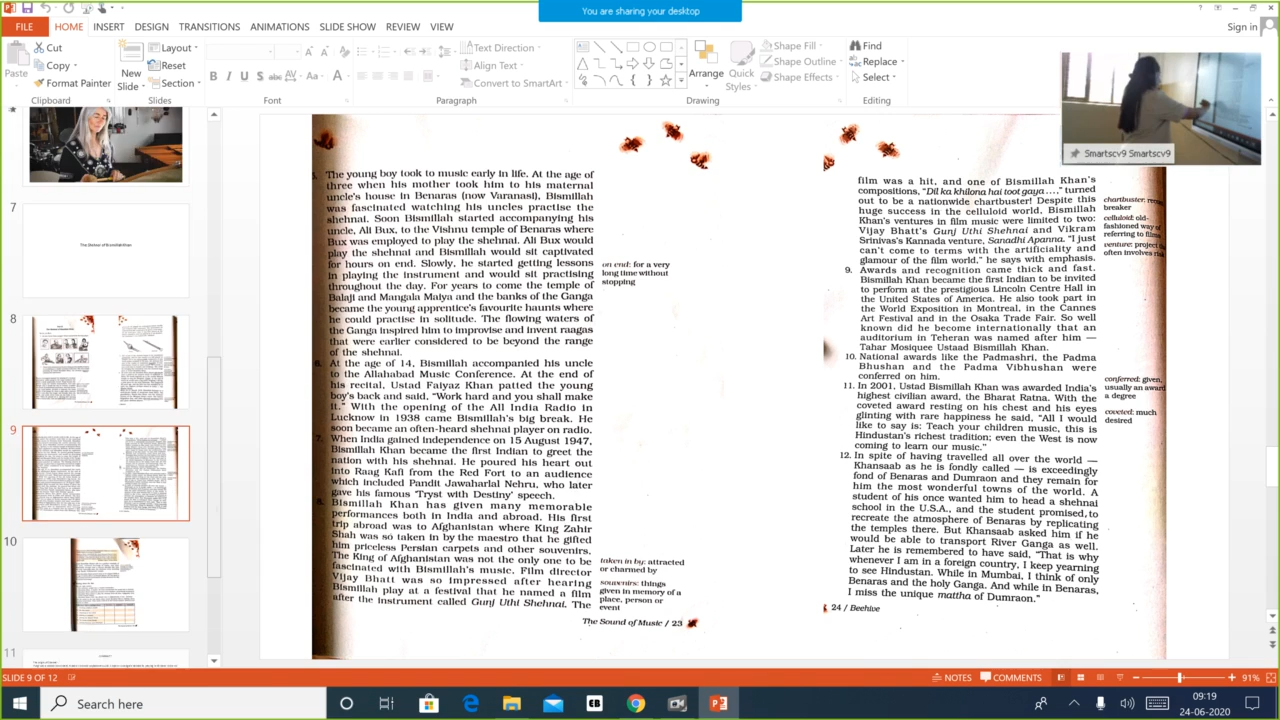 You are sharing your desktop
FILE HOME INSERT DESIGN TRANSITIONS ANIMATIONS SLIDE SHOW REVIEW VIEW Sign in
Cut
Copy
Format Painter
Paste
Clipboard
New
Slide
Layout
Reset
Section
Slides
Font
Text Direction
Align Text
Convert to SmartArt
Paragraph
Arrange
Quick
Styles
Shape Fill
Shape Outline
Shape Effects
Drawing
Find
Replace
Select
Editing
Smartscv9 Smartscv9
7
8
9
10
11
The young boy took to music early in life. At the age of
three when his mother took him to his maternal
uncle's house in Benaras (now Varanasi), Bismillah
was fascinated watching his uncles practise the
shehnai. Soon Bismillah started accompanying his
uncle, Ali Bux, to the Vishnu temple of Benaras where
Bux was employed to play the shehnai. Ali Bux would
play the shehnai and Bismillah would sit captivated
for hours on end. Slowly, he started getting lessons
in playing the instrument and would sit practising
throughout the day. For years to come the temple of
Balaji and Mangala Maiya and the banks of the Ganga
became the young apprentice's favourite haunts where
he could practise in solitude. The flowing waters of
the Ganga inspired him to improvise and invent raagas
that were earlier considered to be beyond the range
of the shehnai.
At the age of 14, Bismillah accompanied his uncle
to the Allahabad Music Conference. At the end of
his recital, Ustad Faiyaz Khan patted the young
boy's back and said, "Work hard and you shall make
it." With the opening of the All India Radio in
Lucknow in 1938 came Bismillah's big break. He
soon became an often-heard shehnai player on radio.
When India gained independence on 15 August 1947,
Bismillah Khan became the first Indian to greet the
nation with his shehnai. He poured his heart out
into Raag Kafi from the Red Fort to an audience
which included Pandit Jawaharlal Nehru, who later
gave his famous 'Tryst with Destiny' speech.
Bismillah Khan has given many memorable
performances both in India and abroad. His first
trip abroad was to Afghanistan where King Zahir
Shah was so taken in by the maestro that he gifted
him priceless Persian carpets and other souvenirs.
The King of Afghanistan was not the only one to be
fascinated with Bismillah's music. Film director
Vijay Bhatt was so impressed after hearing
Bismillah play at a festival that he named a film
after the instrument called Gunj Uthi Shehnai. The
on end: for a very
long time without
stopping
taken in by: attracted
or charmed by
souvenirs: things
given in memory of a
place, person or
event
The Sound of Music / 23
film was a hit, and one of Bismillah Khan's
compositions, "Dil ka khilona hai toot gaya ...," turned
out to be a nationwide chartbuster! Despite this
huge success in the celluloid world, Bismillah
Khan's ventures in film music were limited to two:
Vijay Bhatt's Gunj Uthi Shehnai and Vikram
Srinivas's Kannada venture, Sanadhi Apanna. "I just
can't come to terms with the artificiality and
glamour of the film world," he says with emphasis.
9. Awards and recognition came thick and fast.
Bismillah Khan became the first Indian to be invited
to perform at the prestigious Lincoln Centre Hall in
the United States of America. He also took part in
the World Exposition in Montreal, in the Cannes
Art Festival and in the Osaka Trade Fair. So well
known did he become internationally that an
auditorium in Teheran was named after him —
Tahar Mosiquee Ustaad Bismillah Khan.
10. National awards like the Padmashri, the Padma
Bhushan and the Padma Vibhushan were
conferred on him.
11. In 2001, Ustad Bismillah Khan was awarded India's
highest civilian award, the Bharat Ratna. With the
coveted award resting on his chest and his eyes
glinting with rare happiness he said, "All I would
like to say is: Teach your children music, this is
Hindustan's richest tradition; even the West is now
coming to learn our music."
12. In spite of having travelled all over the world —
Khansaab as he is fondly called — is exceedingly
fond of Benaras and Dumraon and they remain for
him the most wonderful towns of the world. A
student of his once wanted him to head a shehnai
school in the U.S.A., and the student promised to
recreate the atmosphere of Benaras by replicating
the temples there. But Khansaab asked him if he
would be able to transport River Ganga as well.
Later he is remembered to have said, "That is why
whenever I am in a foreign country, I keep yearning
to see Hindustan. While in Mumbai, I think of only
Benaras and the holy Ganga. And while in Benaras,
I miss the unique mattha of Dumraon."
chartbuster:
breaker
celluloid: old-
fashioned way of
referring to films
venture: project
often involves
conferred: given,
usually an award
a degree
coveted: much
desired
24 / Beehive
SLIDE 9 OF 12
NOTES COMMENTS 91%
Search here
09:19
24-06-2020